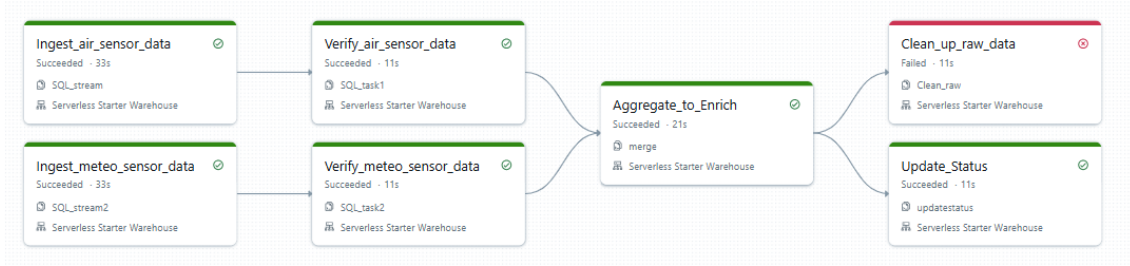 Ingest_air_sensor_data
Succeeded · 33s
SQL_stream
Serverless Starter Warehouse
Ingest_meteo_sensor_data
Succeeded · 33s
SQL_stream2
Serverless Starter Warehouse
Verify_air_sensor_data
Succeeded · 11s
SQL_task1
Serverless Starter Warehouse
Verify_meteo_sensor_data
Succeeded · 11s
SQL_task2
Serverless Starter Warehouse
Aggregate_to_Enrich
Succeeded · 21s
merge
Serverless Starter Warehouse
Clean_up_raw_data
Failed · 11s
Clean_raw
Serverless Starter Warehouse
Update_Status
Succeeded · 11s
updatestatus
Serverless Starter Warehouse